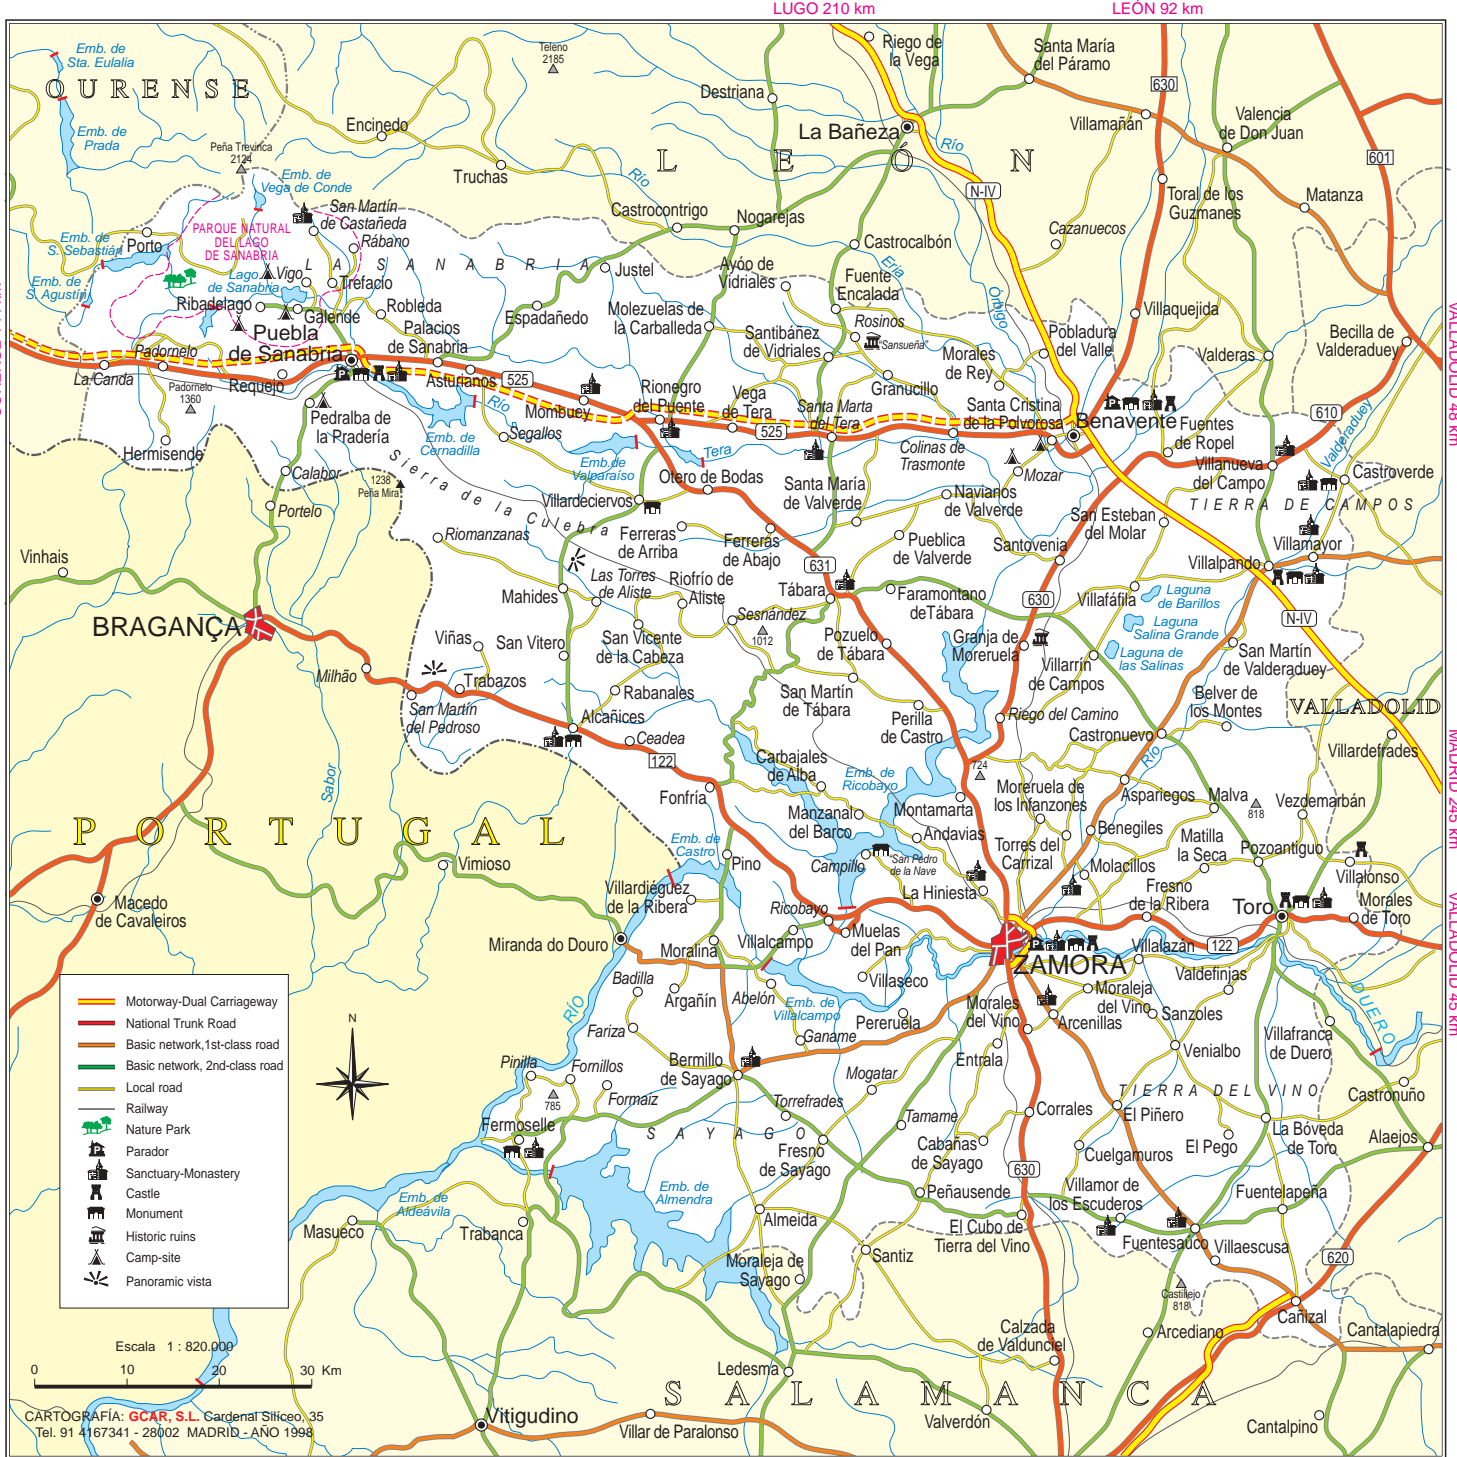 LUGO 210 km
LEÓN 92 km
Emb. de
Sta. Eulalia
OURENSE
Emb. de
Prada
Peña Trevinca
2124
Emb. de
Vega de Conde
Encinedo
Truchas
Teleno
2185
Destriana
Riego de
la Vega
Santa María
del Páramo
La Bañeza
Río
LEÓN
Río
N-IV
630
Villamañán
Valencia
de Don Juan
601
Toral de los
Guzmanes
Matanza
Castrocontrigo
Nogarejas
Castrocalbón
Eria
Cazanuecos
Órbigo
San Martín
de Castañeda
Rábano
PARQUE NATURAL
DEL LAGO
DE SANABRIA
Emb. de
S. Sebastián
Porto
Emb. de
S. Agustín
Lago
de Sanabria
Vigo
LA SANABRIA
Trefacio
Ribadelago
Galende
Robleda
Justel
Espadañedo
Ayóo de
Vidriales
Fuente
Encalada
Molezuelas de
la Carballeda
Santibánez
de Vidriales
Rosinos
"Sansueña"
Villaquejida
Pobladura
del Valle
Valderas
Becilla de
Valderaduey
VALLADOLID 48 km
Puebla
de Sanabria
Palacios
de Sanabria
Padornelo
La Canda
Requejo
Padornelo
1360
Asturianos
525
Mombuey
Río
Rionegro
del Puente
Vega
de Tera
Granucillo
Morales
de Rey
Santa Marta
del Tera
Santa Cristina
de la Polvorosa
Benavente
610
Valderaduey
Fuentes
de Ropel
Pedralba de
la Pradería
Hermisende
Calabor
Segallos
Emb. de
Cernadilla
Emb. de
Valparaíso
Tera
525
Colinas de
Trasmonte
Mozar
Villanueva
del Campo
Castroverde
TIERRA DE CAMPOS
1238
Peña Mira
Sierra de la Culebra
Otero de Bodas
Villardeciervos
Santa María
de Valverde
Navianos
de Valverde
Portelo
Riomanzanas
Ferreras
de Arriba
Ferreras
de Abajo
Pueblica
de Valverde
Santovenia
San Esteban
del Molar
Villamayor
Villalpando
Vinhais
BRAGANÇA
Mahides
Las Torres
de Aliste
Riofrío de
Aliste
631
Tábara
Faramontano
de Tábara
630
Villafáfila
Laguna
de Barillos
Laguna
Salina Grande
Laguna de
las Salinas
N-IV
Viñas
San Vitero
San Vicente
de la Cabeza
Sesnández
1012
Pozuelo
de Tábara
Granja de
Moreruela
Villarrín
de Campos
San Martín
de Valderaduey
Milhão
Trabazos
San Martín
del Pedroso
Rabanales
San Martín
de Tábara
Perilla
de Castro
Riego del Camino
Belver de
los Montes
VALLADOLID
Alcañices
Ceadea
Castronuevo
Villardefrades
MADRID 245 km
Sabor
122
Carbajales
de Alba
Emb. de
Ricobayo
724
Río
Fonfría
Manzanal
del Barco
Montamarta
Moreruela de
los Infanzones
Aspariegos
Malva
818
Vezdemarbán
PORTUGAL
Emb. de
Castro
Pino
Andavias
Campillo
"San Pedro
de la Nave
Torres del
Carrizal
Benegiles
Molacillos
Matilla
la Seca
Pozoantiguo
Villalonso
Vimioso
Macedo
de Cavaleiros
Villardiéguez
de la Ribera
La Hiniesta
Fresno
de la Ribera
Toro
Morales
de Toro
VALLADOLID 45 km
Ricobayo
Miranda do Douro
Moralina
Villalcampo
Muelas
del Pan
ZAMORA
Villalazán
122
Badilla
Argañín
Abelón
Villaseco
Emb. de
Villalcampo
Valdefinjas
Moraleja
del Vino
DUERO
RÍO
Fariza
Pereruela
Morales
del Vino
Arcenillas
Sanzoles
Villafranca
de Duero
Ganame
Entrala
Venialbo
Bermillo
de Sayago
Mogatar
Pinilla
Fornillos
785
Formaiz
Torrefrades
Tamame
Corrales
TIERRA DEL VINO
El Piñero
Castronuño
Fermoselle
SAYAGO
Fresno
de Sayago
Cabañas
de Sayago
Cuelgamuros
El Pego
La Bóveda
de Toro
Alaejos
630
Emb. de
Almendra
Emb. de
Aldeávila
Peñausende
Villamor de
los Escuderos
Fuentelapeña
Masueco
Trabanca
Almeida
El Cubo de
Tierra del Vino
Fuentesaúco
Villaescusa
620
Santiz
Moraleja de
Sayago
Castillejo
818
Cañizal
Calzada
de Valdunciel
Arcediano
Cantalapiedra
Ledesma
SALAMANCA
Valverdón
Cantalpino
Vitigudino
Villar de Paralonso
Motorway-Dual Carriageway
National Trunk Road
Basic network,1st-class road
Basic network, 2nd-class road
Local road
Railway
Nature Park
Parador
Sanctuary-Monastery
Castle
Monument
Historic ruins
Camp-site
Panoramic vista
N
Escala 1 : 820.000
0 10 20 30 Km
CARTOGRAFÍA: GCAR, S.L. Cardenal Silíceo, 35
Tel. 91 4167341 - 28002 MADRID - AÑO 1998